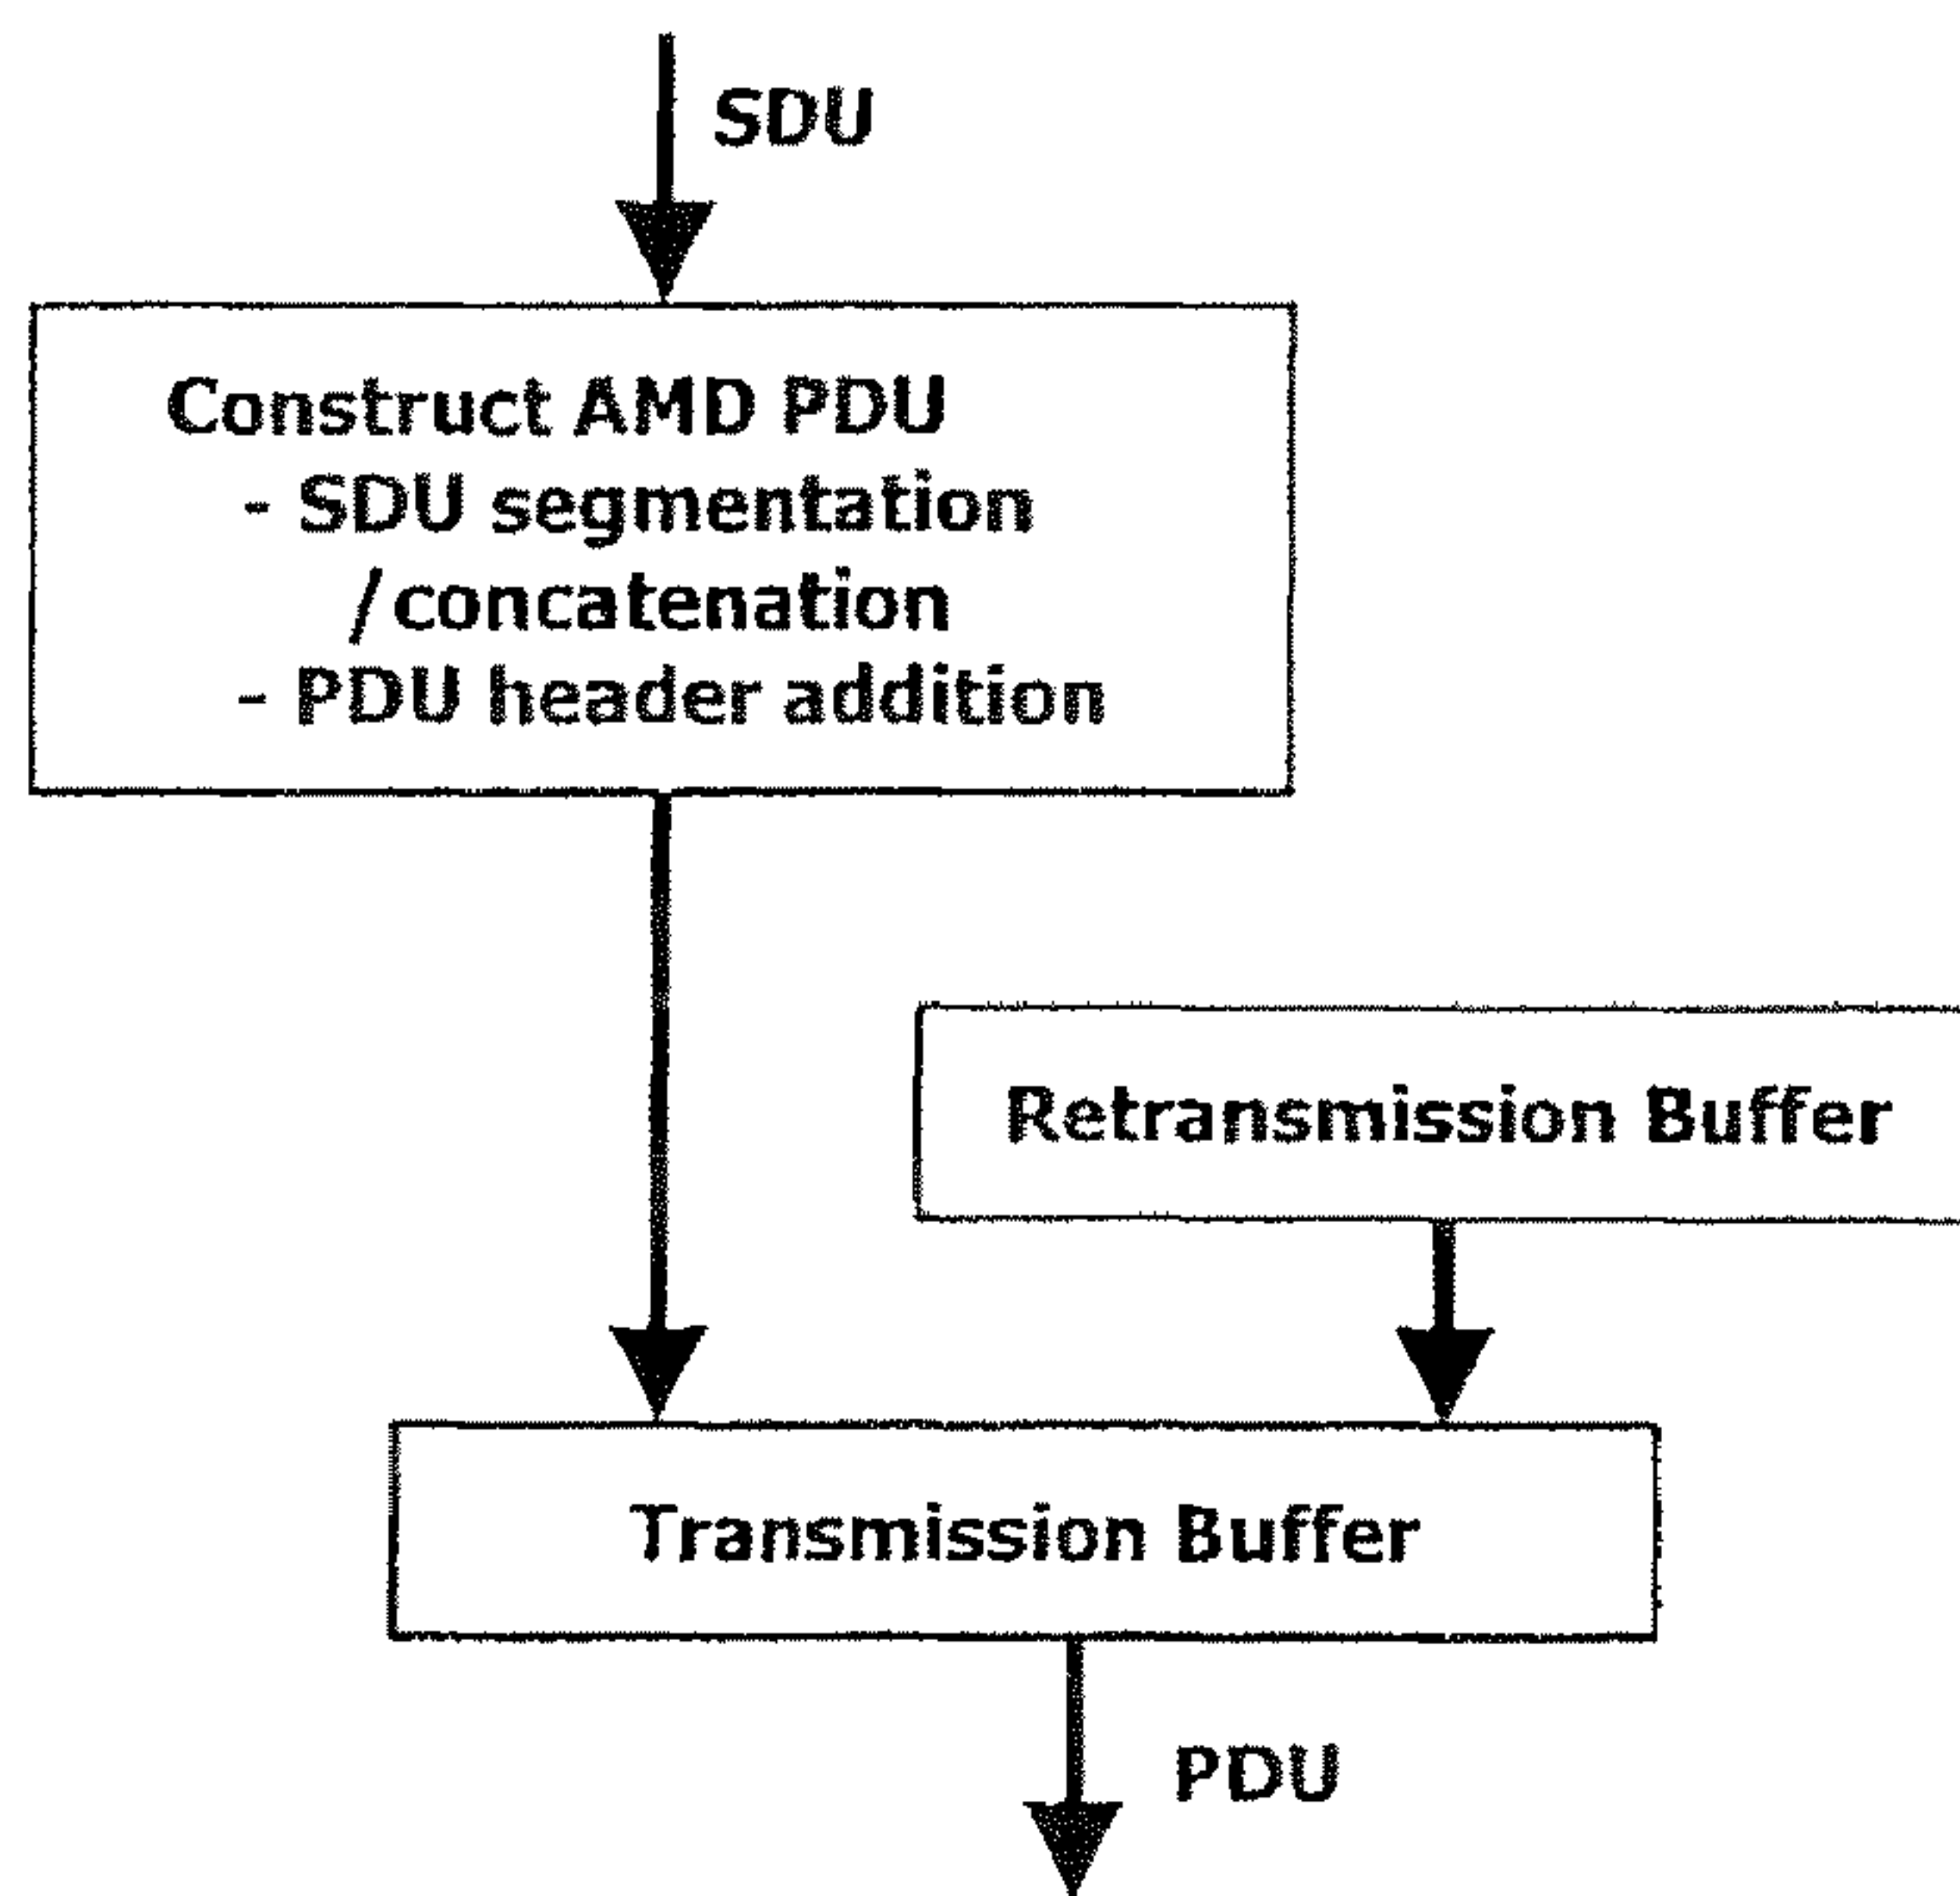 SDU
Construct AMD PDU
- SDU segmentation
/concatenation
- PDU header addition
Retransmission Buffer
Transmission Buffer
PDU